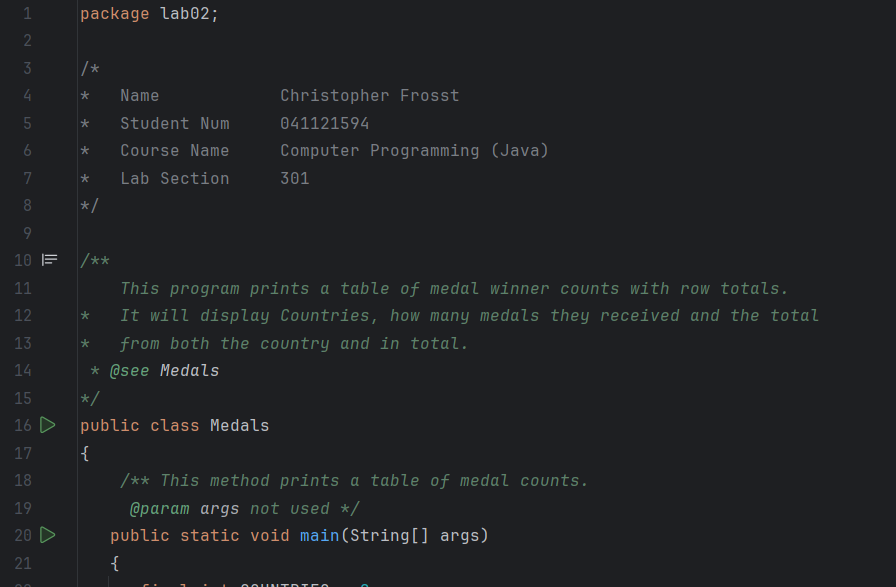 1 package lab02;
2
3 /*
4 *   Name            Christopher Frosst
5 *   Student Num     041121594
6 *   Course Name     Computer Programming (Java)
7 *   Lab Section     301
8 */
9
10 /**
11     This program prints a table of medal winner counts with row totals.
12 *   It will display Countries, how many medals they received and the total
13 *   from both the country and in total.
14  * @see Medals
15 */
16 public class Medals
17 {
18     /** This method prints a table of medal counts.
19      @param args not used */
20    public static void main(String[] args)
21    {